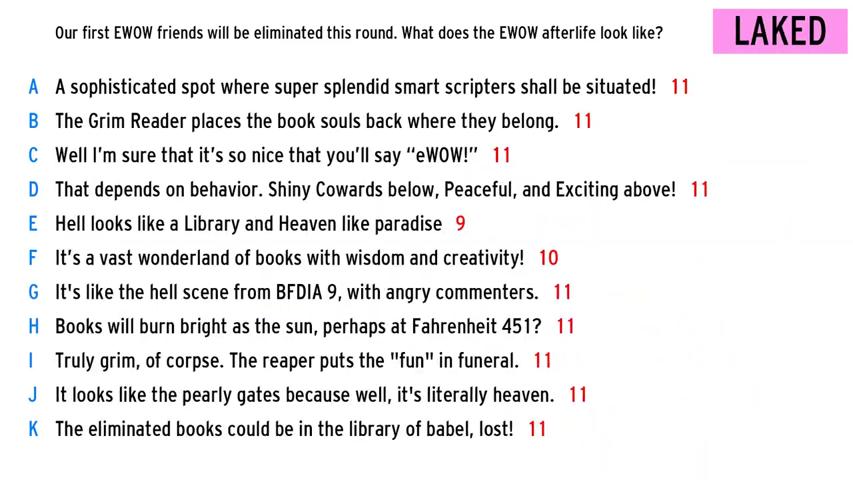 Our first EWOW friends will be eliminated this round. What does the EWOW afterlife look like?
LAKED
A A sophisticated spot where super splendid smart scripters shall be situated! 11
B The Grim Reader places the book souls back where they belong. 11
C Well I'm sure that it's so nice that you'll say “eWOW!” 11
D That depends on behavior. Shiny Cowards below, Peaceful, and Exciting above! 11
E Hell looks like a Library and Heaven like paradise 9
F It's a vast wonderland of books with wisdom and creativity! 10
G It's like the hell scene from BFDIA 9, with angry commenters. 11
H Books will burn bright as the sun, perhaps at Fahrenheit 451? 11
I Truly grim, of corpse. The reaper puts the "fun" in funeral. 11
J It looks like the pearly gates because well, it's literally heaven. 11
K The eliminated books could be in the library of babel, lost! 11